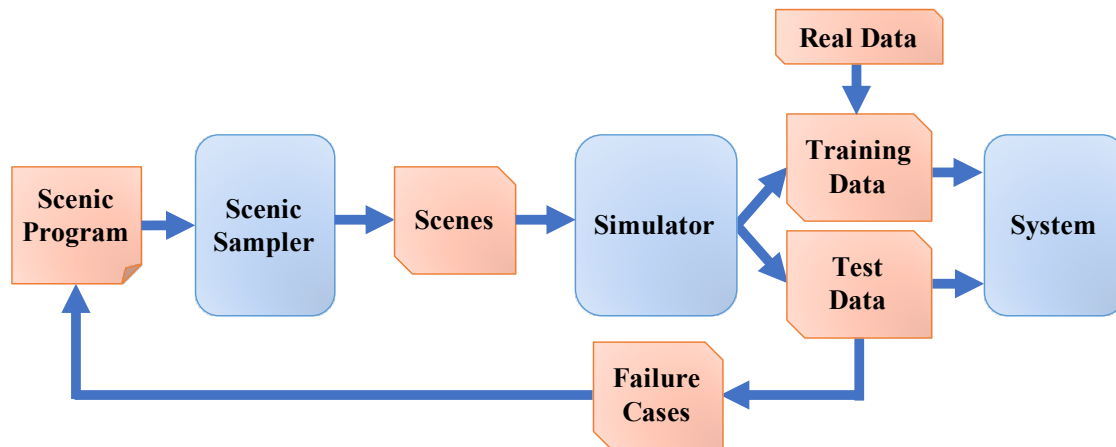 Real Data
Scenic
Program
Scenic
Sampler
Scenes
Simulator
Training
Data
Test
Data
System
Failure
Cases